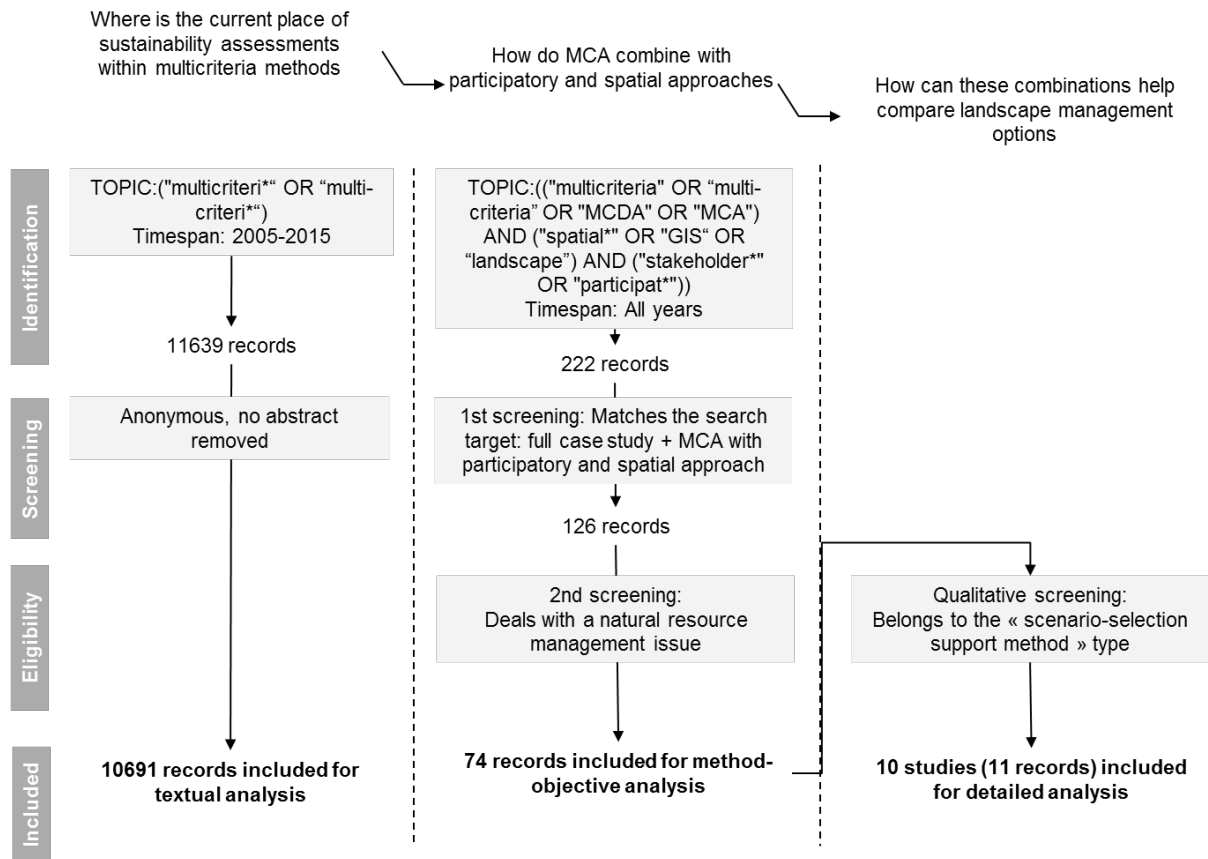 Where is the current place of
sustainability assessments
within multicriteria methods
How do MCA combine with
participatory and spatial approaches
How can these combinations help
compare landscape management
options
Identification
TOPIC:("multicriteri*“ OR “multi-
criteri*“)
Timespan: 2005-2015
11639 records
TOPIC:(("multicriteria" OR “multi-
criteria” OR "MCDA" OR "MCA")
AND ("spatial*" OR "GIS“ OR
“landscape”) AND ("stakeholder*"
OR "participat*"))
Timespan: All years
222 records
Screening
Anonymous, no abstract
removed
1st screening: Matches the search
target: full case study + MCA with
participatory and spatial approach
126 records
Eligibility
2nd screening:
Deals with a natural resource
management issue
Qualitative screening:
Belongs to the « scenario-selection
support method » type
Included
10691 records included for
textual analysis
74 records included for method-
objective analysis
10 studies (11 records) included
for detailed analysis